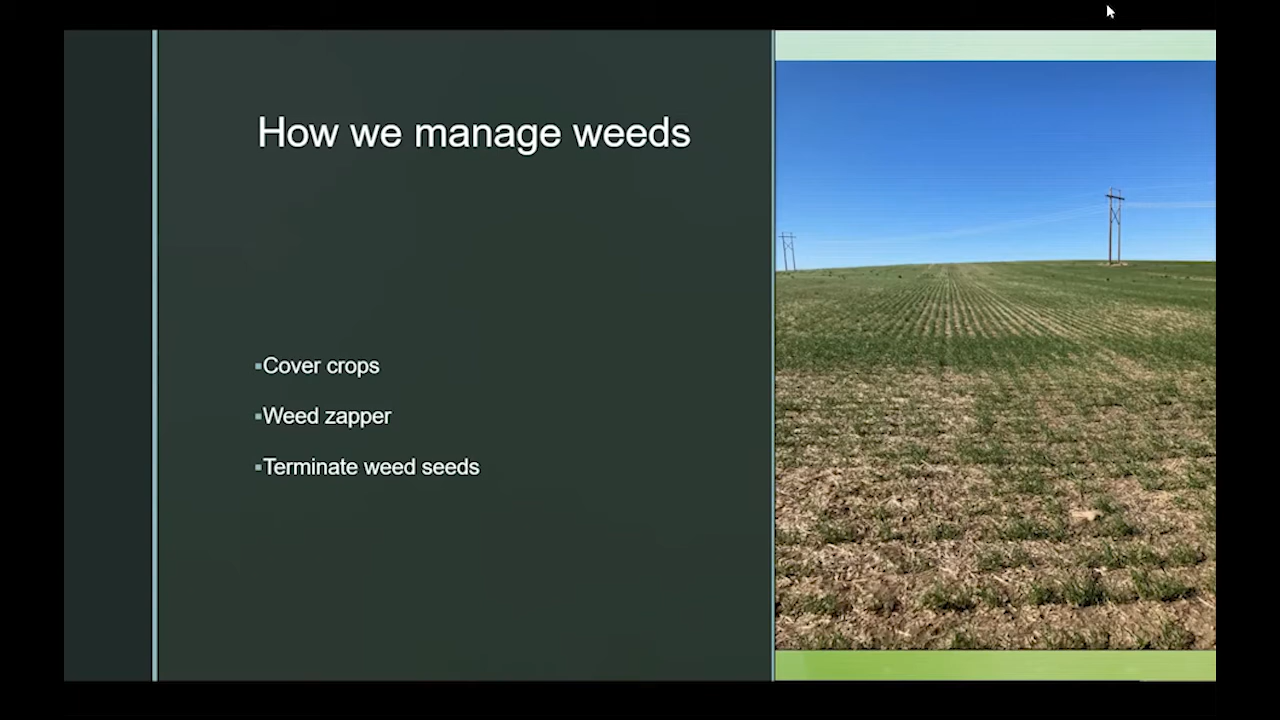 How we manage weeds
▪Cover crops
▪Weed zapper
▪Terminate weed seeds